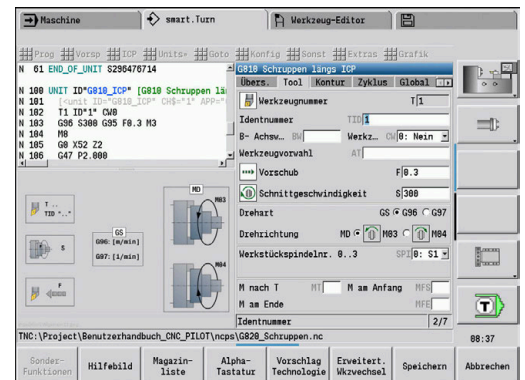 Maschine
smart.Turn
Werkzeug-Editor
Prog Vorsp ICP Units» Goto Konfig Sonst Extras Grafik
N 61 END_OF_UNIT S296476714
N 100 UNIT ID"G810_ICP" [G810 Schruppen lä
N 101 [<unit ID="G810_ICP" CH$="1" APP="
N 102 T1 ID"1" CW0
N 103 G96 S300 G95 F0.3 M3
N 104 M8
N 105 G0 X52 Z2
N 106 G47 P2.000
G810 Schruppen längs ICP
Übers. Tool Kontur Zyklus Global
Werkzeugnummer T 1
Identnummer TID 1
B- Achsw… BW Werkz… CW 0: Nein
Werkzeugvorwahl AT
Vorschub F 0.3
Schnittgeschwindigkeit S 300
Drehart GS G96 G97
Drehrichtung MD M03 M04
Werkstückspindelnr. 0..3 SPI 0: S1
M nach T MT M am Anfang MFS
M am Ende MFE
Identnummer 2/7
T ..
TID ".."
S
F
GS
G96: [m/min]
G97: [1/min]
MD
M03
M04
TNC:\Project\Benutzerhandbuch_CNC_PILOT\ncps\G820_Schruppen.nc
T
08:37
Sonder-
Funktionen
Hilfebild
Magazin-
liste
Alpha-
Tastatur
Vorschlag
Technologie
Erweitert.
Wkzwechsel
Speichern
Abbrechen